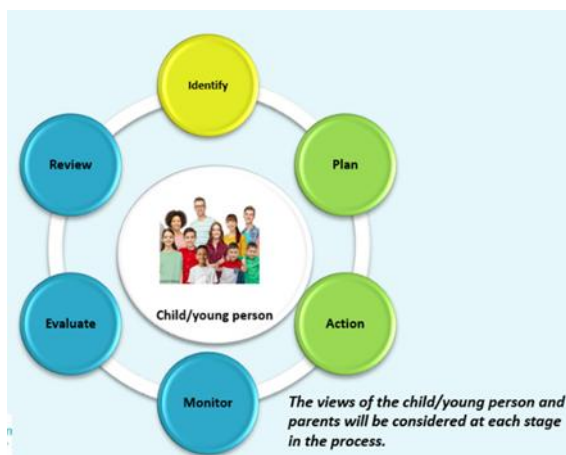 Identify
Plan
Action
Monitor
Evaluate
Review
Child/young person
The views of the child/young person and
parents will be considered at each stage
in the process.